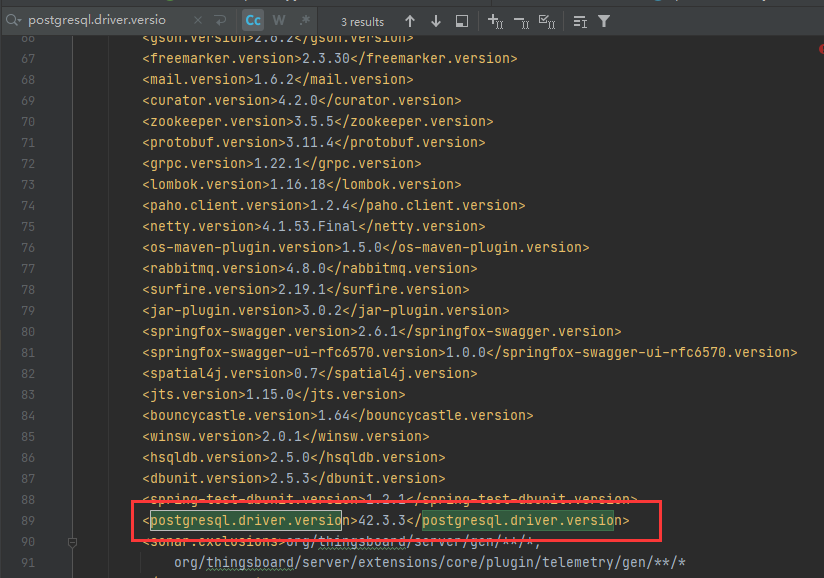 postgresql.driver.versio × Cc W .* 3 results
66 <gson.version>2.6.2</gson.version>
67 <freemarker.version>2.3.30</freemarker.version>
68 <mail.version>1.6.2</mail.version>
69 <curator.version>4.2.0</curator.version>
70 <zookeeper.version>3.5.5</zookeeper.version>
71 <protobuf.version>3.11.4</protobuf.version>
72 <grpc.version>1.22.1</grpc.version>
73 <lombok.version>1.16.18</lombok.version>
74 <paho.client.version>1.2.4</paho.client.version>
75 <netty.version>4.1.53.Final</netty.version>
76 <os-maven-plugin.version>1.5.0</os-maven-plugin.version>
77 <rabbitmq.version>4.8.0</rabbitmq.version>
78 <surfire.version>2.19.1</surfire.version>
79 <jar-plugin.version>3.0.2</jar-plugin.version>
80 <springfox-swagger.version>2.6.1</springfox-swagger.version>
81 <springfox-swagger-ui-rfc6570.version>1.0.0</springfox-swagger-ui-rfc6570.version>
82 <spatial4j.version>0.7</spatial4j.version>
83 <jts.version>1.15.0</jts.version>
84 <bouncycastle.version>1.64</bouncycastle.version>
85 <winsw.version>2.0.1</winsw.version>
86 <hsqldb.version>2.5.0</hsqldb.version>
87 <dbunit.version>2.5.3</dbunit.version>
88 <spring-test-dbunit.version>1.2.1</spring-test-dbunit.version>
89 <postgresql.driver.version>42.3.3</postgresql.driver.version>
90 <sonar.exclusions>org/thingsboard/server/gen/**/*,
91 org/thingsboard/server/extensions/core/plugin/telemetry/gen/**/*